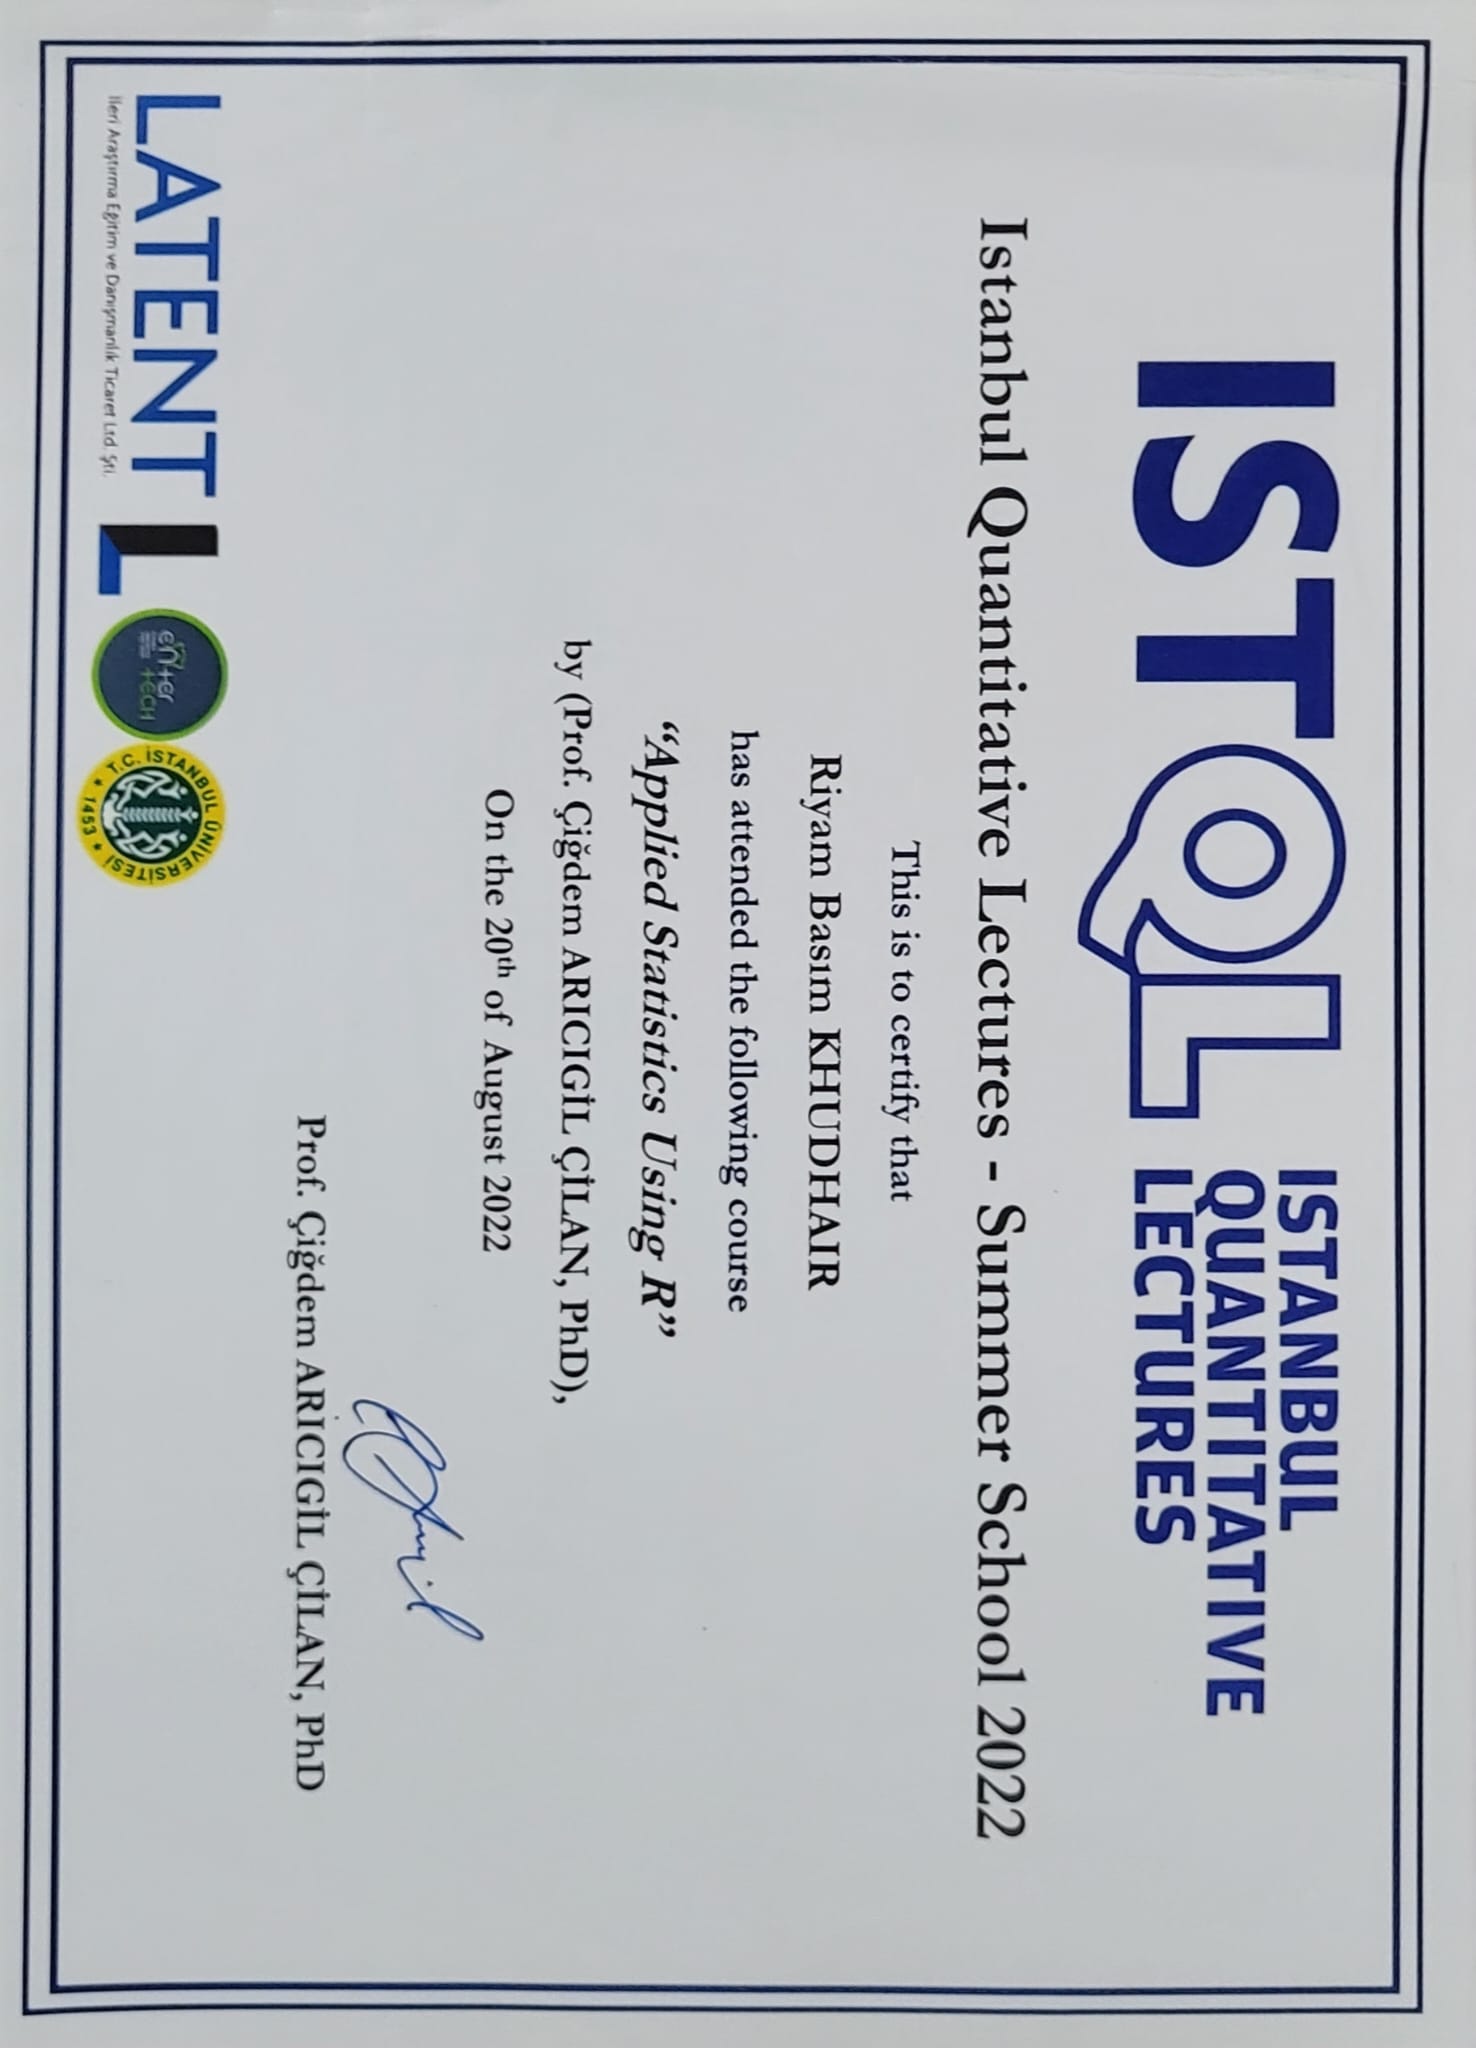 ISTQL
ISTANBUL
QUANTITATIVE
LECTURES
Istanbul Quantitative Lectures - Summer School 2022
This is to certify that
Riyam Basım KHUDHAIR
has attended the following course
“Applied Statistics Using R”
by (Prof. Çiğdem ARICIGİL ÇİLAN, PhD),
On the 20th of August 2022
Prof. Çiğdem ARICIGİL ÇİLAN, PhD
LATENT L
İleri Araştırma Eğitim ve Danışmanlık Ticaret Ltd. Şti.
enter
tech
T.C. İSTANBUL ÜNİVERSİTESİ
1453